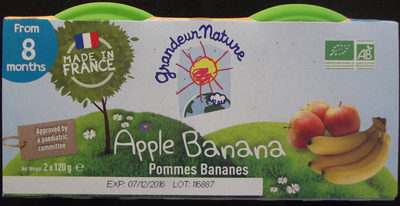 From
8
months
MADE IN
FRANCE
grandeur Nature
AB
Approved by
a paediatric
committee
Net Weight: 2 x 120 g
Apple Banana
Pommes Bananes
EXP: 07/12/2016 LOT: 116887